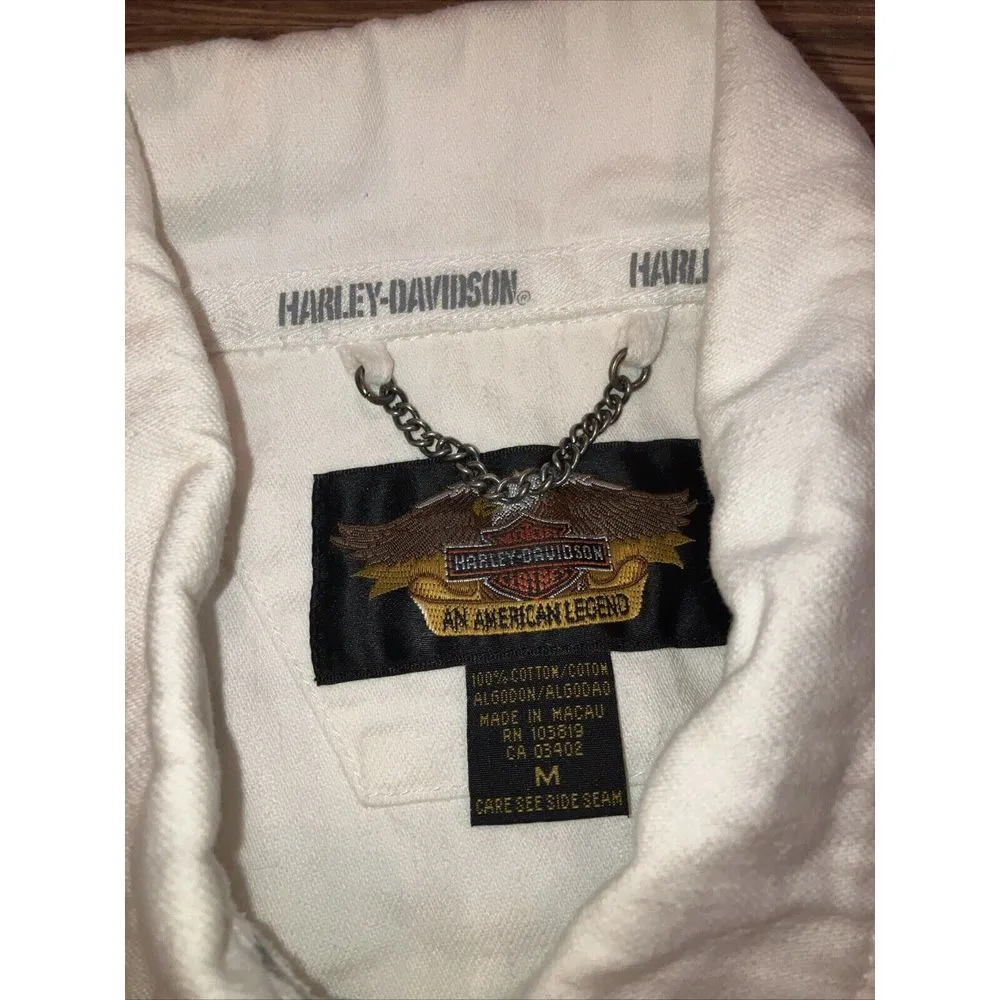 HARLEY-DAVIDSON® HARL
HARLEY-DAVIDSON
AN AMERICAN LEGEND
100% COTTON/COTON
ALGODON/ALGODAO
MADE IN MACAU
RN 103819
CA 03402
M
CARE SEE SIDE SEAM